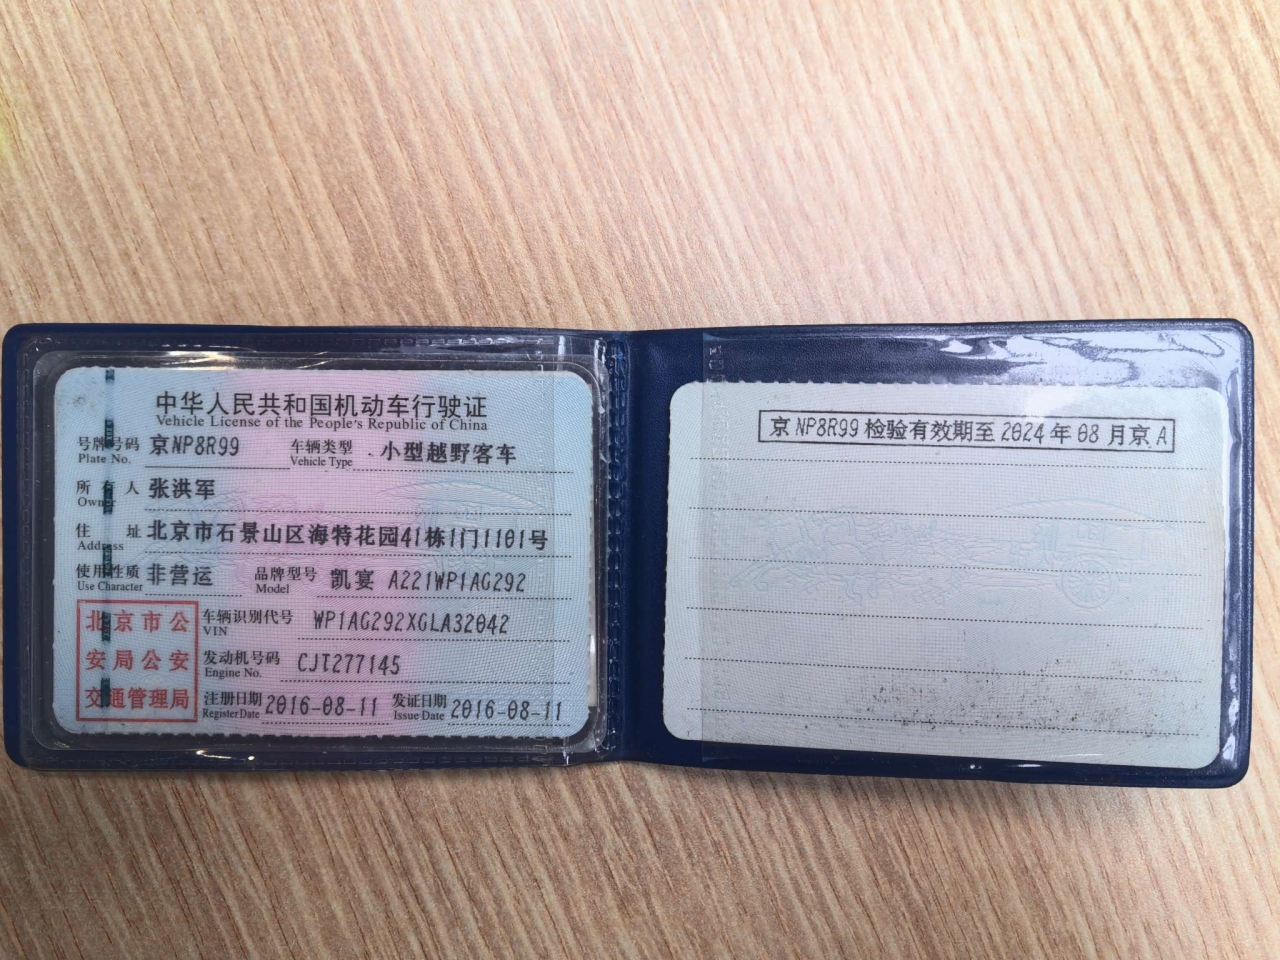 中华人民共和国机动车行驶证
Vehicle License of the People's Republic of China
号牌号码 京NP8R99 车辆类型 小型越野客车
Plate No. Vehicle Type
所有人 张洪军
Owner
住址 北京市石景山区海特花园41栋1门1101号
Address
使用性质 非营运 品牌型号 凯宴 A221WP1AG292
Use Character Model
北京市公
安局公安
交通管理局
车辆识别代号 WP1AG292XGLA32042
VIN
发动机号码 CJT277145
Engine No.
注册日期 2016-08-11 发证日期 2016-08-11
Register Date Issue Date
京NP8R99检验有效期至2024年08月京A